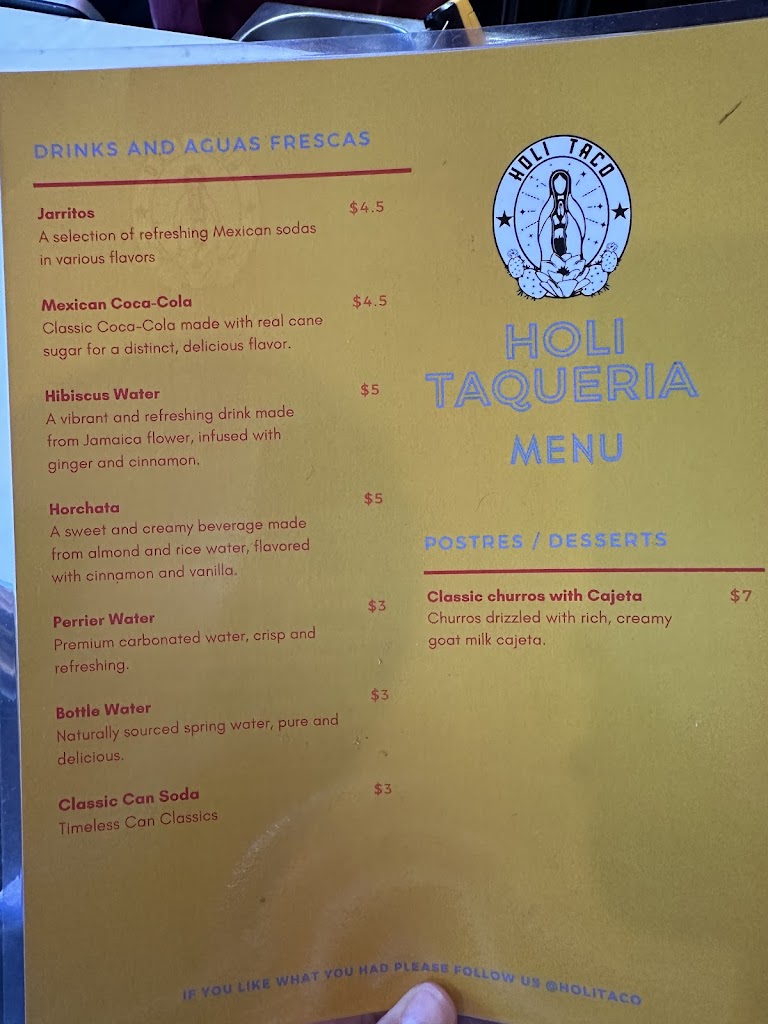 DRINKS AND AGUAS FRESCAS
Jarritos $4.5
A selection of refreshing Mexican sodas
in various flavors
Mexican Coca-Cola $4.5
Classic Coca-Cola made with real cane
sugar for a distinct, delicious flavor.
Hibiscus Water $5
A vibrant and refreshing drink made
from Jamaica flower, infused with
ginger and cinnamon.
Horchata $5
A sweet and creamy beverage made
from almond and rice water, flavored
with cinnamon and vanilla.
Perrier Water $3
Premium carbonated water, crisp and
refreshing.
Bottle Water $3
Naturally sourced spring water, pure and
delicious.
Classic Can Soda $3
Timeless Can Classics
HOLI TACO
HOLI
TAQUERIA
MENU
POSTRES / DESSERTS
Classic churros with Cajeta $7
Churros drizzled with rich, creamy
goat milk cajeta.
IF YOU LIKE WHAT YOU HAD PLEASE FOLLOW US @HOLITACO